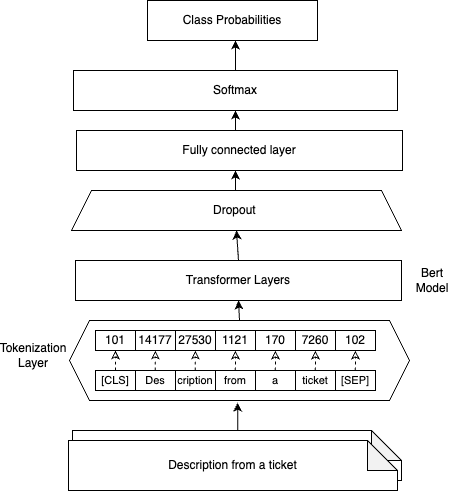 Class Probabilities
Softmax
Fully connected layer
Dropout
Transformer Layers
Bert
Model
Tokenization
Layer
101 14177 27530 1121 170 7260 102
[CLS] Des cription from a ticket [SEP]
Description from a ticket